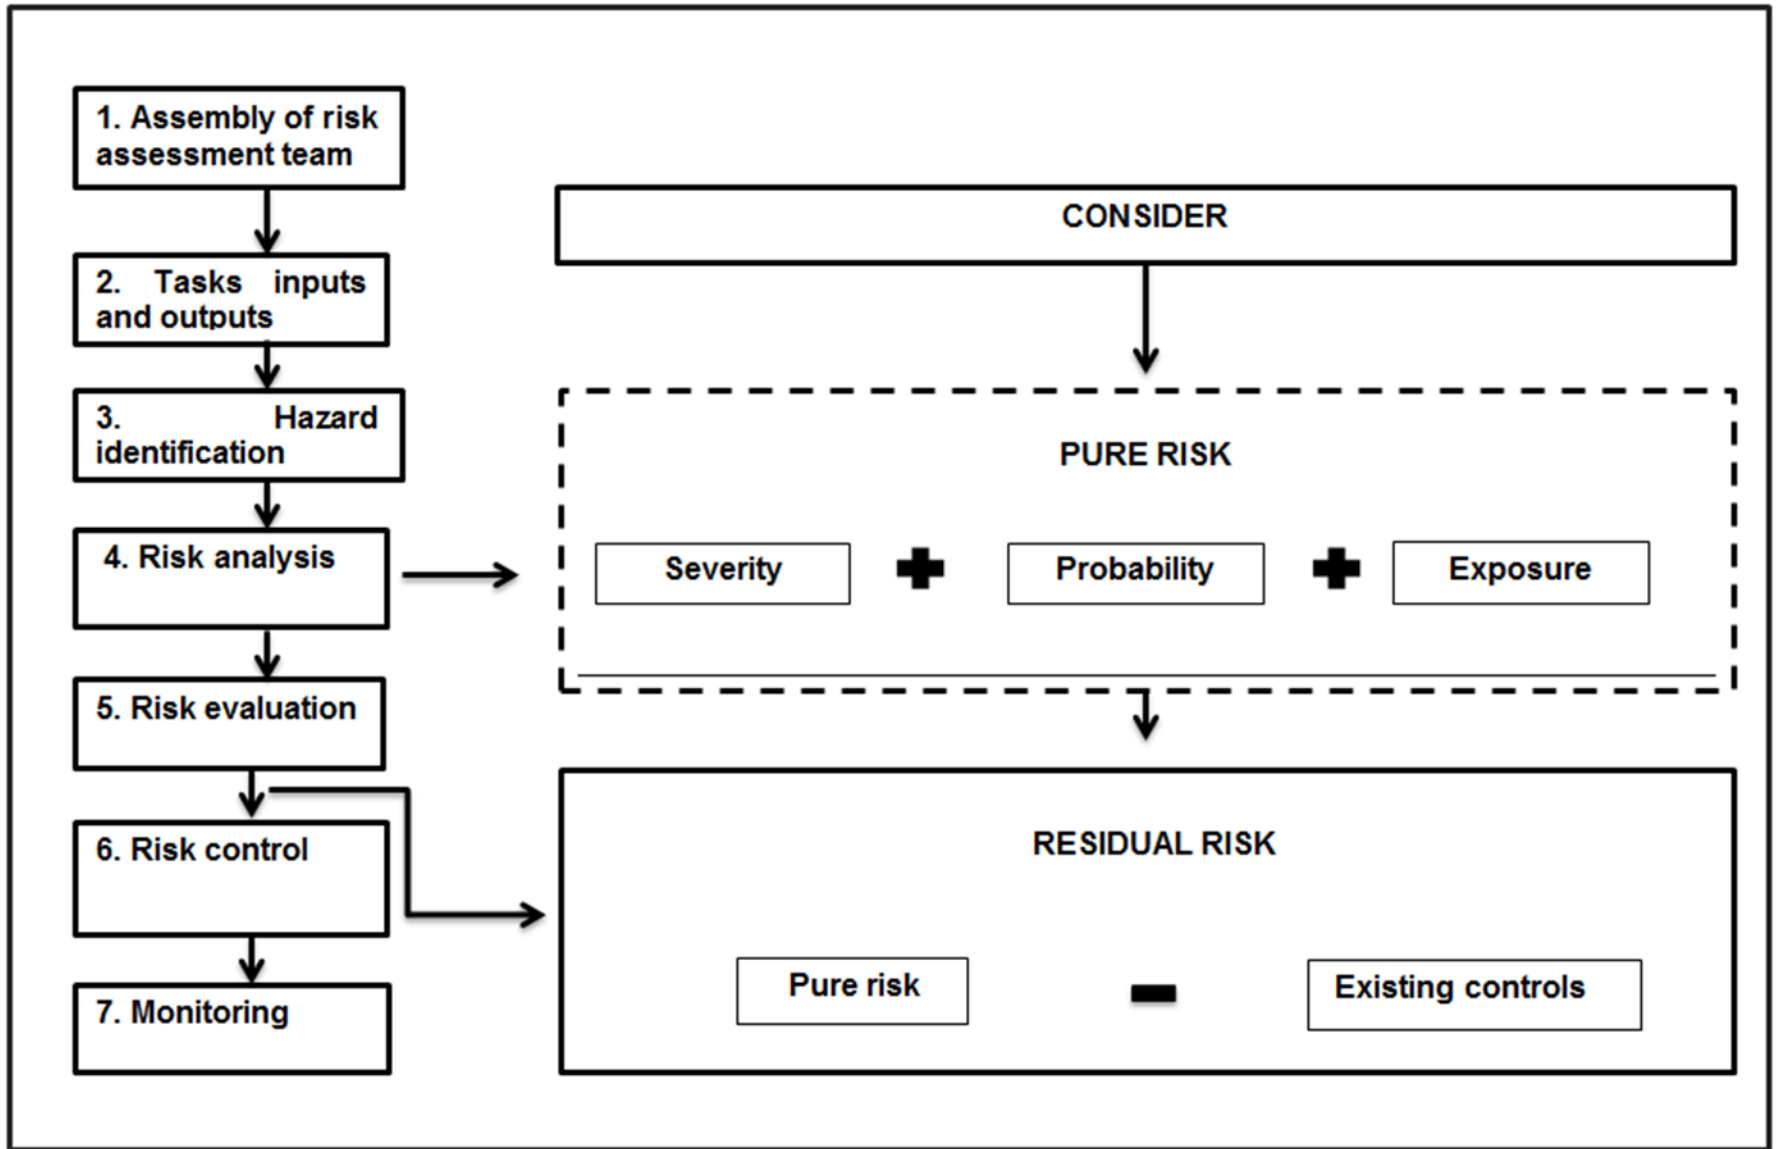 1. Assembly of risk
assessment team
2. Tasks inputs
and outputs
3. Hazard
identification
4. Risk analysis
5. Risk evaluation
6. Risk control
7. Monitoring
CONSIDER
PURE RISK
Severity
Probability
Exposure
RESIDUAL RISK
Pure risk
Existing controls